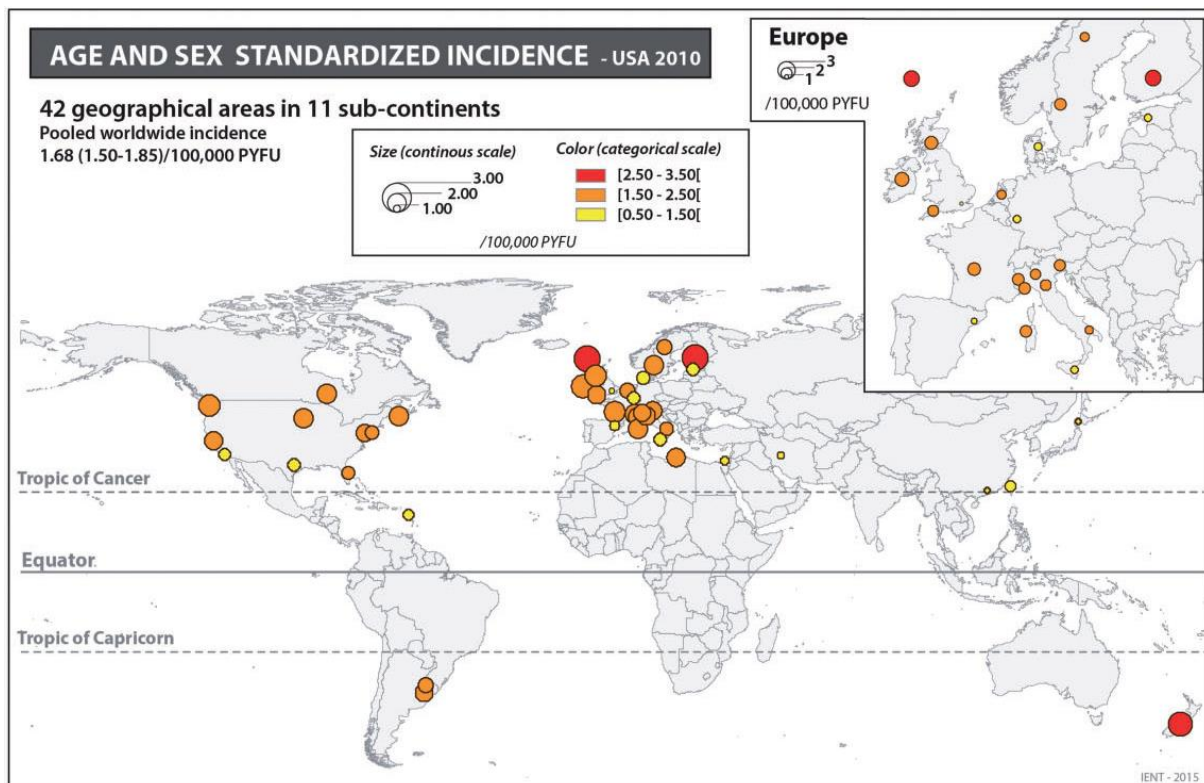 AGE AND SEX STANDARDIZED INCIDENCE - USA 2010
42 geographical areas in 11 sub-continents
Pooled worldwide incidence
1.68 (1.50-1.85)/100,000 PYFU
Size (continous scale)
3.00
2.00
1.00
Color (categorical scale)
[2.50 - 3.50[
[1.50 - 2.50[
[0.50 - 1.50[
/100,000 PYFU
Europe
3
2
1
/100,000 PYFU
Tropic of Cancer
Equator
Tropic of Capricorn
IENT - 2015